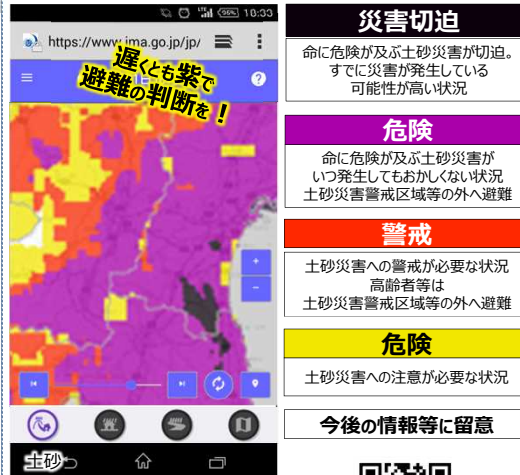 18:33
https://www.jma.go.jp/jp/
遅くとも紫で
避難の判断を！
土砂
災害切迫
命に危険が及ぶ土砂災害が切迫。
すでに災害が発生している
可能性が高い状況
危険
命に危険が及ぶ土砂災害が
いつ発生してもおかしくない状況
土砂災害警戒区域等の外へ避難
警戒
土砂災害への警戒が必要な状況
高齢者等は
土砂災害警戒区域等の外へ避難
危険
土砂災害への注意が必要な状況
今後の情報等に留意